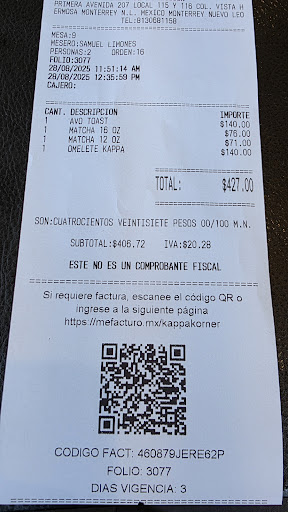 PRIMERA AVENIDA 207 LOCAL 115 Y 116 COL. VISTA H
ERMOSA MONTERREY N.L. MEXICO MONTERREY NUEVO LEO
TEL:8130681158
MESA:9
MESERO:SAMUEL LIMONES
PERSONAS:2 ORDEN:16
FOLIO:3077
28/08/2025 11:51:14 AM
28/08/2025 12:35:59 PM
CAJERO:
CANT. DESCRIPCION IMPORTE
1 AVO TOAST $140.00
1 MATCHA 16 OZ $76.00
1 MATCHA 12 OZ $71.00
1 OMELETE KAPPA $140.00
TOTAL: $427.00
SON:CUATROCIENTOS VEINTISIETE PESOS 00/100 M.N.
SUBTOTAL:$406.72 IVA:$20.28
ESTE NO ES UN COMPROBANTE FISCAL
Si requiere factura, escanee el código QR o
ingrese a la siguiente página
https://mefacturo.mx/kappakorner
CODIGO FACT: 460879JERE62P
FOLIO: 3077
DIAS VIGENCIA: 3